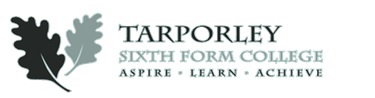 TARPORLEY
SIXTH FORM COLLEGE
ASPIRE • LEARN • ACHIEVE